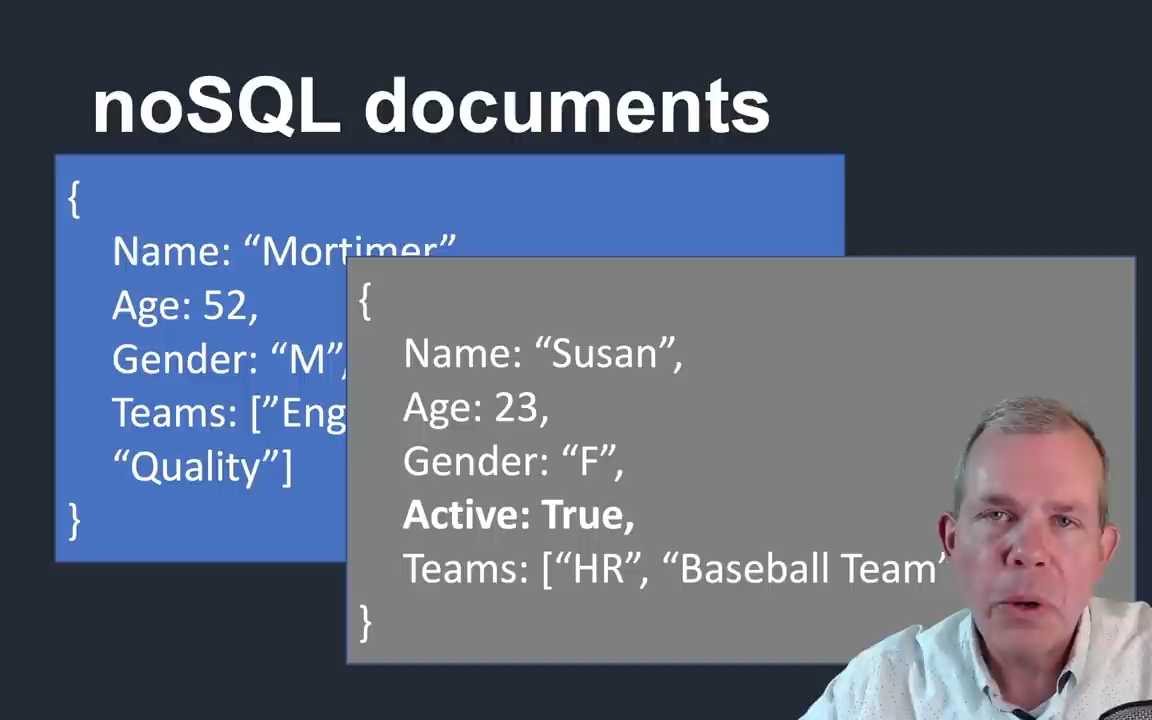 noSQL documents
{
Name: “Mortimer”
Age: 52,
Gender: “M”,
Teams: [”Eng
“Quality”]
}
{
Name: “Susan”,
Age: 23,
Gender: “F”,
Active: True,
Teams: [“HR”, “Baseball Team”
}